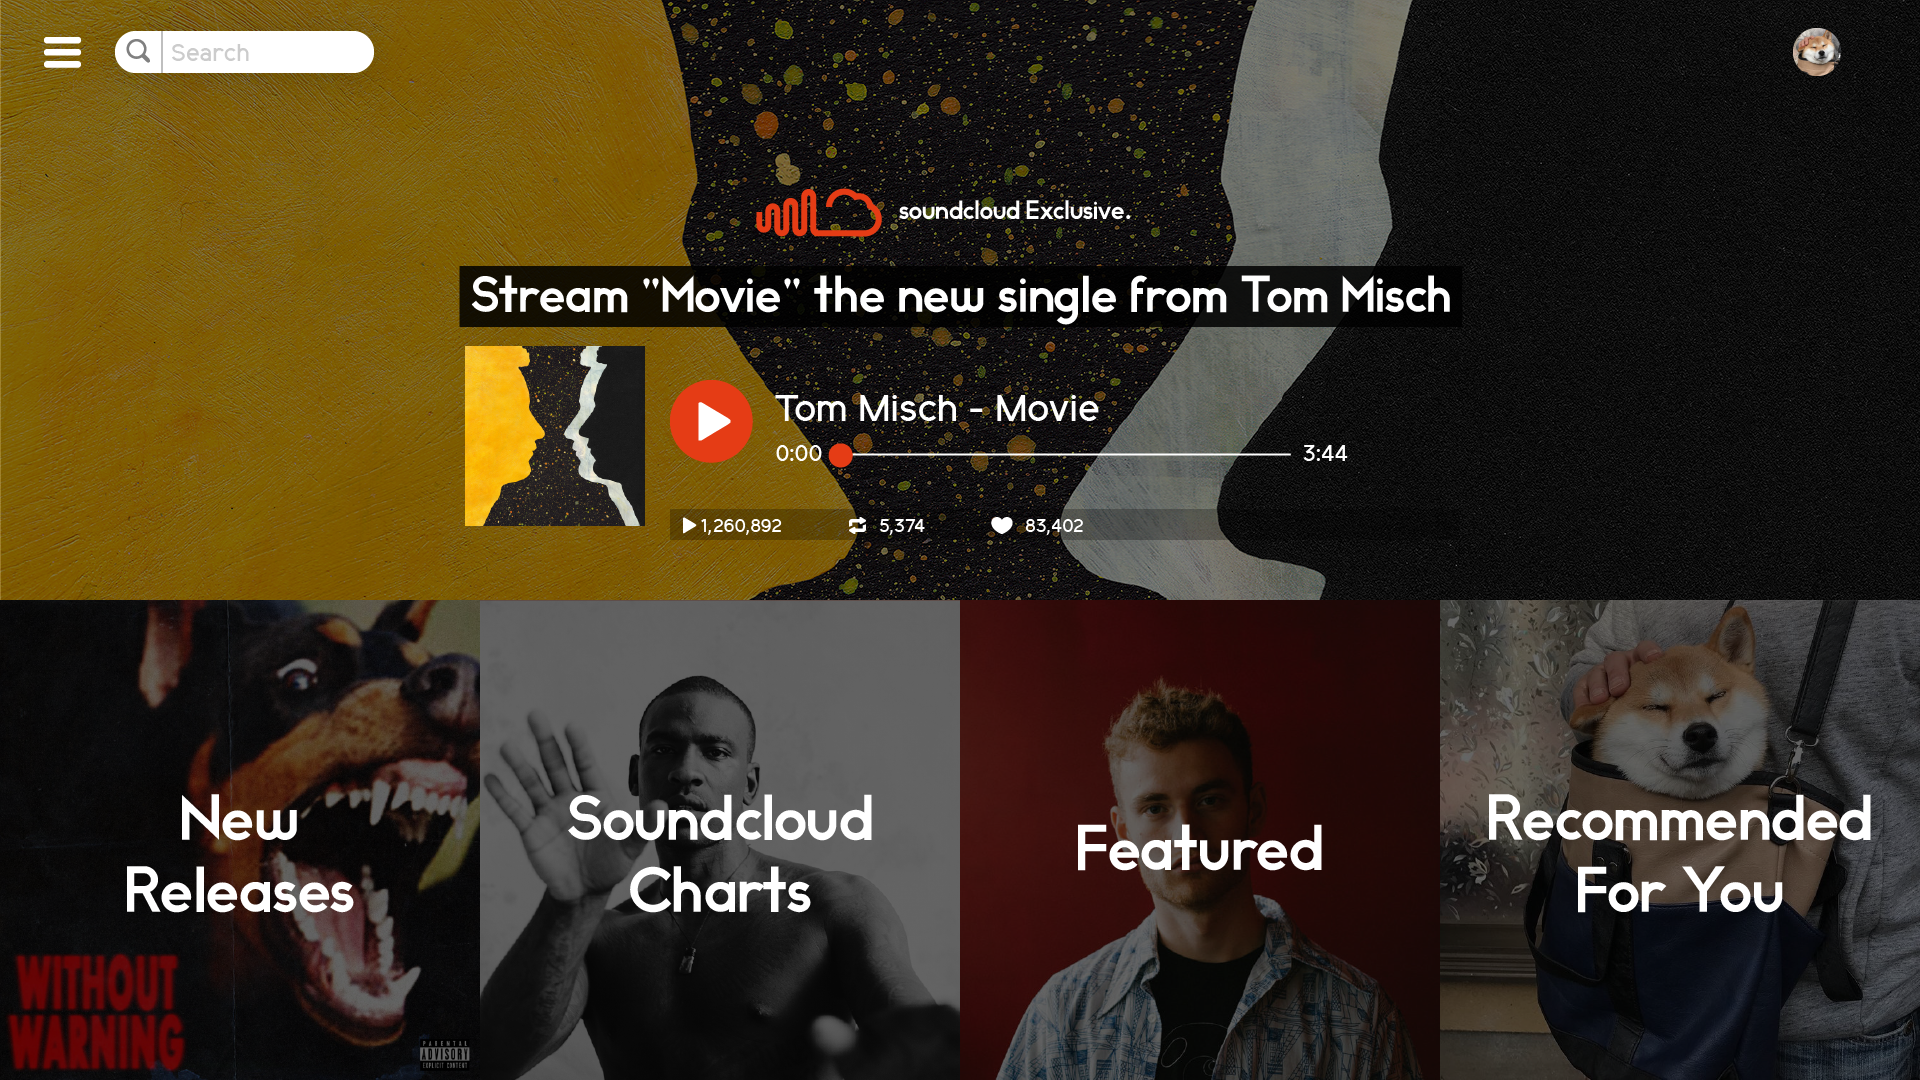 Search
soundcloud Exclusive.
Stream "Movie" the new single from Tom Misch
Tom Misch - Movie
0:00 3:44
1,260,892 5,374 83,402
New
Releases
Soundcloud
Charts
Featured
Recommended
For You
WITHOUT
WARNING
PARENTAL
ADVISORY
EXPLICIT CONTENT